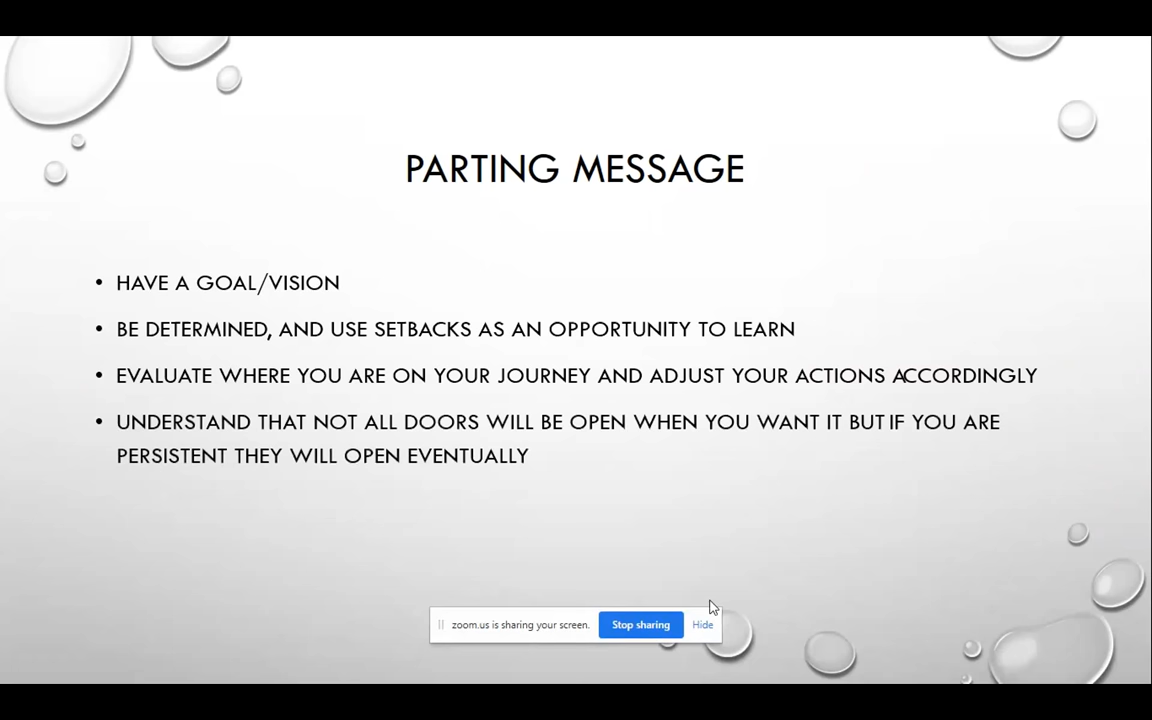 PARTING MESSAGE
• HAVE A GOAL/VISION
• BE DETERMINED, AND USE SETBACKS AS AN OPPORTUNITY TO LEARN
• EVALUATE WHERE YOU ARE ON YOUR JOURNEY AND ADJUST YOUR ACTIONS ACCORDINGLY
• UNDERSTAND THAT NOT ALL DOORS WILL BE OPEN WHEN YOU WANT IT BUT IF YOU ARE
PERSISTENT THEY WILL OPEN EVENTUALLY
zoom.us is sharing your screen. Stop sharing Hide